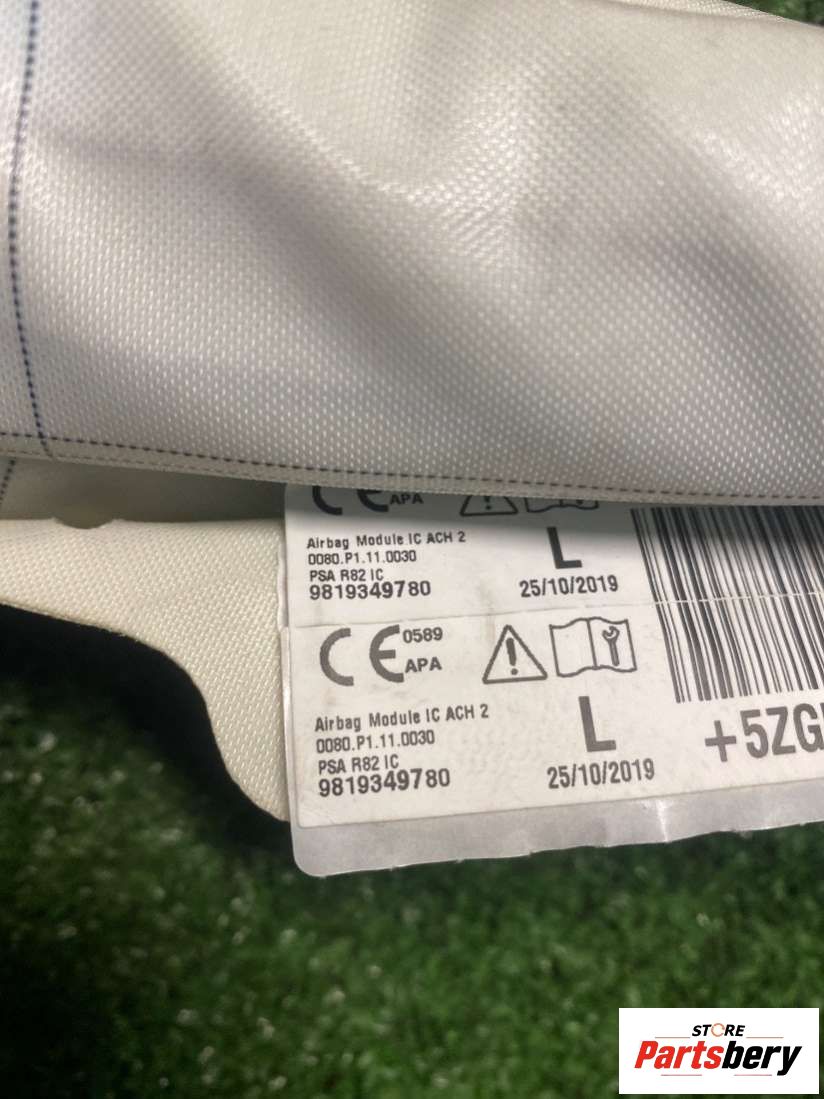 CE APA
Airbag Module IC ACH 2
0080.P1.11.0030
PSA R82 IC
9819349780
L
25/10/2019
CE 0589
APA
Airbag Module IC ACH 2
0080.P1.11.0030
PSA R82 IC
9819349780
L
25/10/2019
+5ZG
STORE
Partsbery